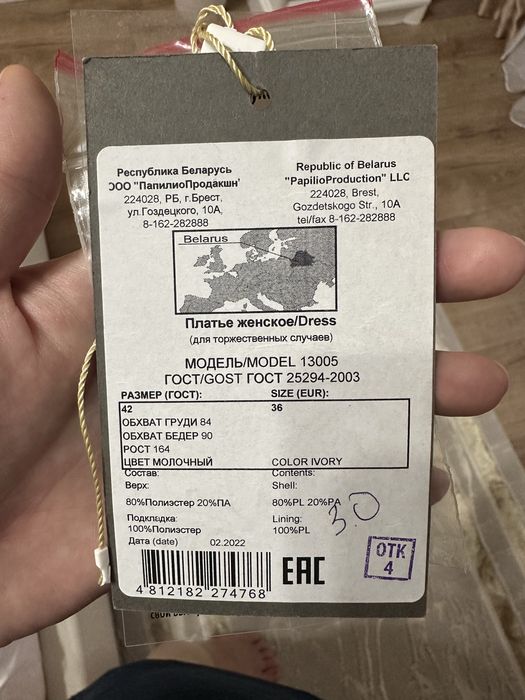 Республика Беларусь
ООО "ПапилиоПродакшн"
224028, РБ, г.Брест,
ул.Гоздецкого, 10А,
8-162-282888
Republic of Belarus
"PapilioProduction" LLC
224028, Brest,
Gozdetskogo Str., 10A
tel/fax 8-162-282888
Belarus
Платье женское/Dress
(для торжественных случаев)
МОДЕЛЬ/MODEL 13005
ГОСТ/GOST ГОСТ 25294-2003
РАЗМЕР (ГОСТ): SIZE (EUR):
42 36
ОБХВАТ ГРУДИ 84
ОБХВАТ БЕДЕР 90
РОСТ 164
ЦВЕТ МОЛОЧНЫЙ COLOR IVORY
Состав: Contents:
Верх: Shell:
80%Полиэстер 20%ПА 80%PL 20%PA
3.0
Подкладка: Lining:
100%Полиэстер 100%PL
Дата (date) 02.2022
ОТК
4
EAC
4 812182 274768